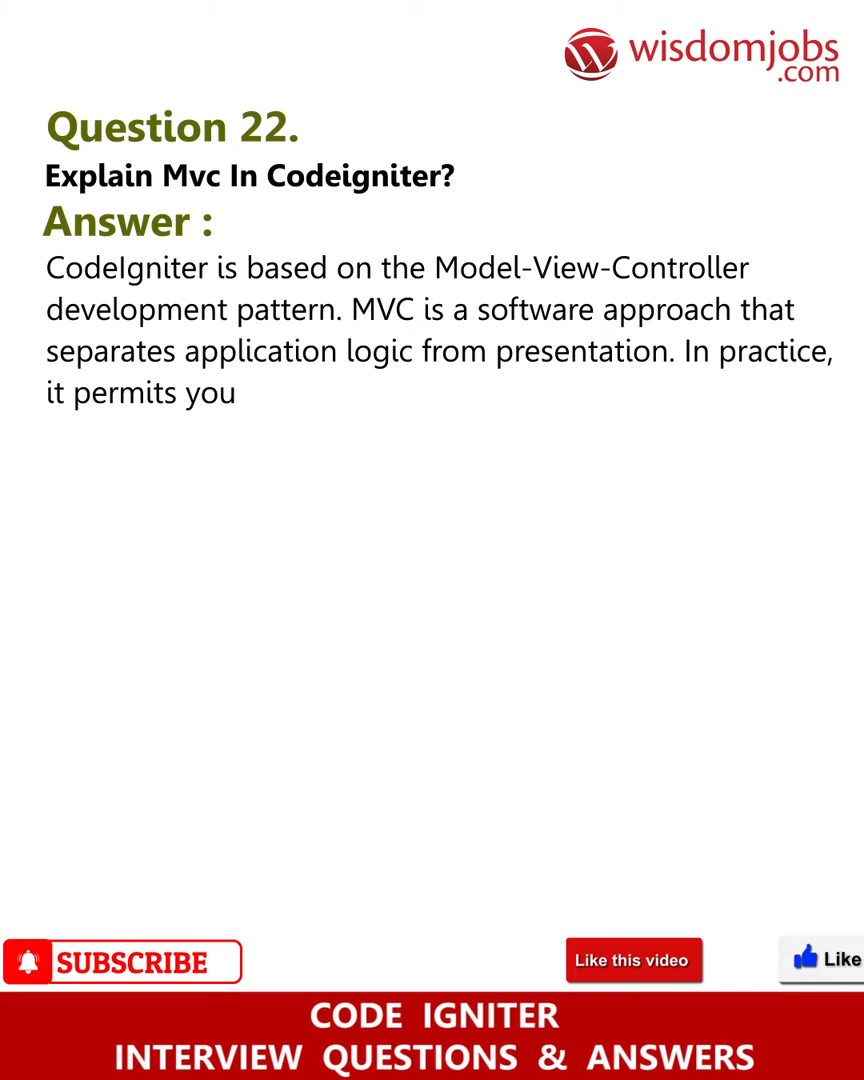 wisdomjobs
.com
Question 22.
Explain Mvc In Codeigniter?
Answer :
CodeIgniter is based on the Model-View-Controller
development pattern. MVC is a software approach that
separates application logic from presentation. In practice,
it permits you
SUBSCRIBE
Like this video
Like
CODE IGNITER
INTERVIEW QUESTIONS & ANSWERS